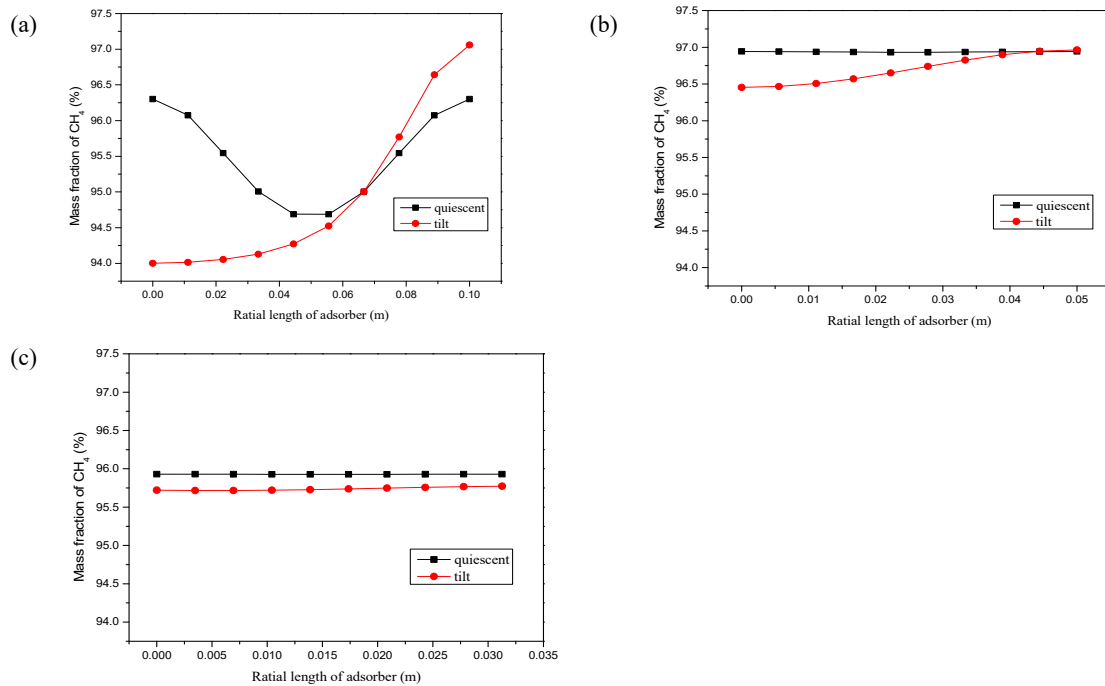 (a)
97.5
97.0
96.5
96.0
95.5
95.0
94.5
94.0
Mass fraction of CH4 (%)
quiescent
tilt
0.00 0.02 0.04 0.06 0.08 0.10
Ratial length of adsorber (m)
(b)
97.5
97.0
96.5
96.0
95.5
95.0
94.5
94.0
Mass fraction of CH4 (%)
quiescent
tilt
0.00 0.01 0.02 0.03 0.04 0.05
Ratial length of adsorber (m)
(c)
97.5
97.0
96.5
96.0
95.5
95.0
94.5
94.0
Mass fraction of CH4 (%)
quiescent
tilt
0.000 0.005 0.010 0.015 0.020 0.025 0.030 0.035
Ratial length of adsorber (m)